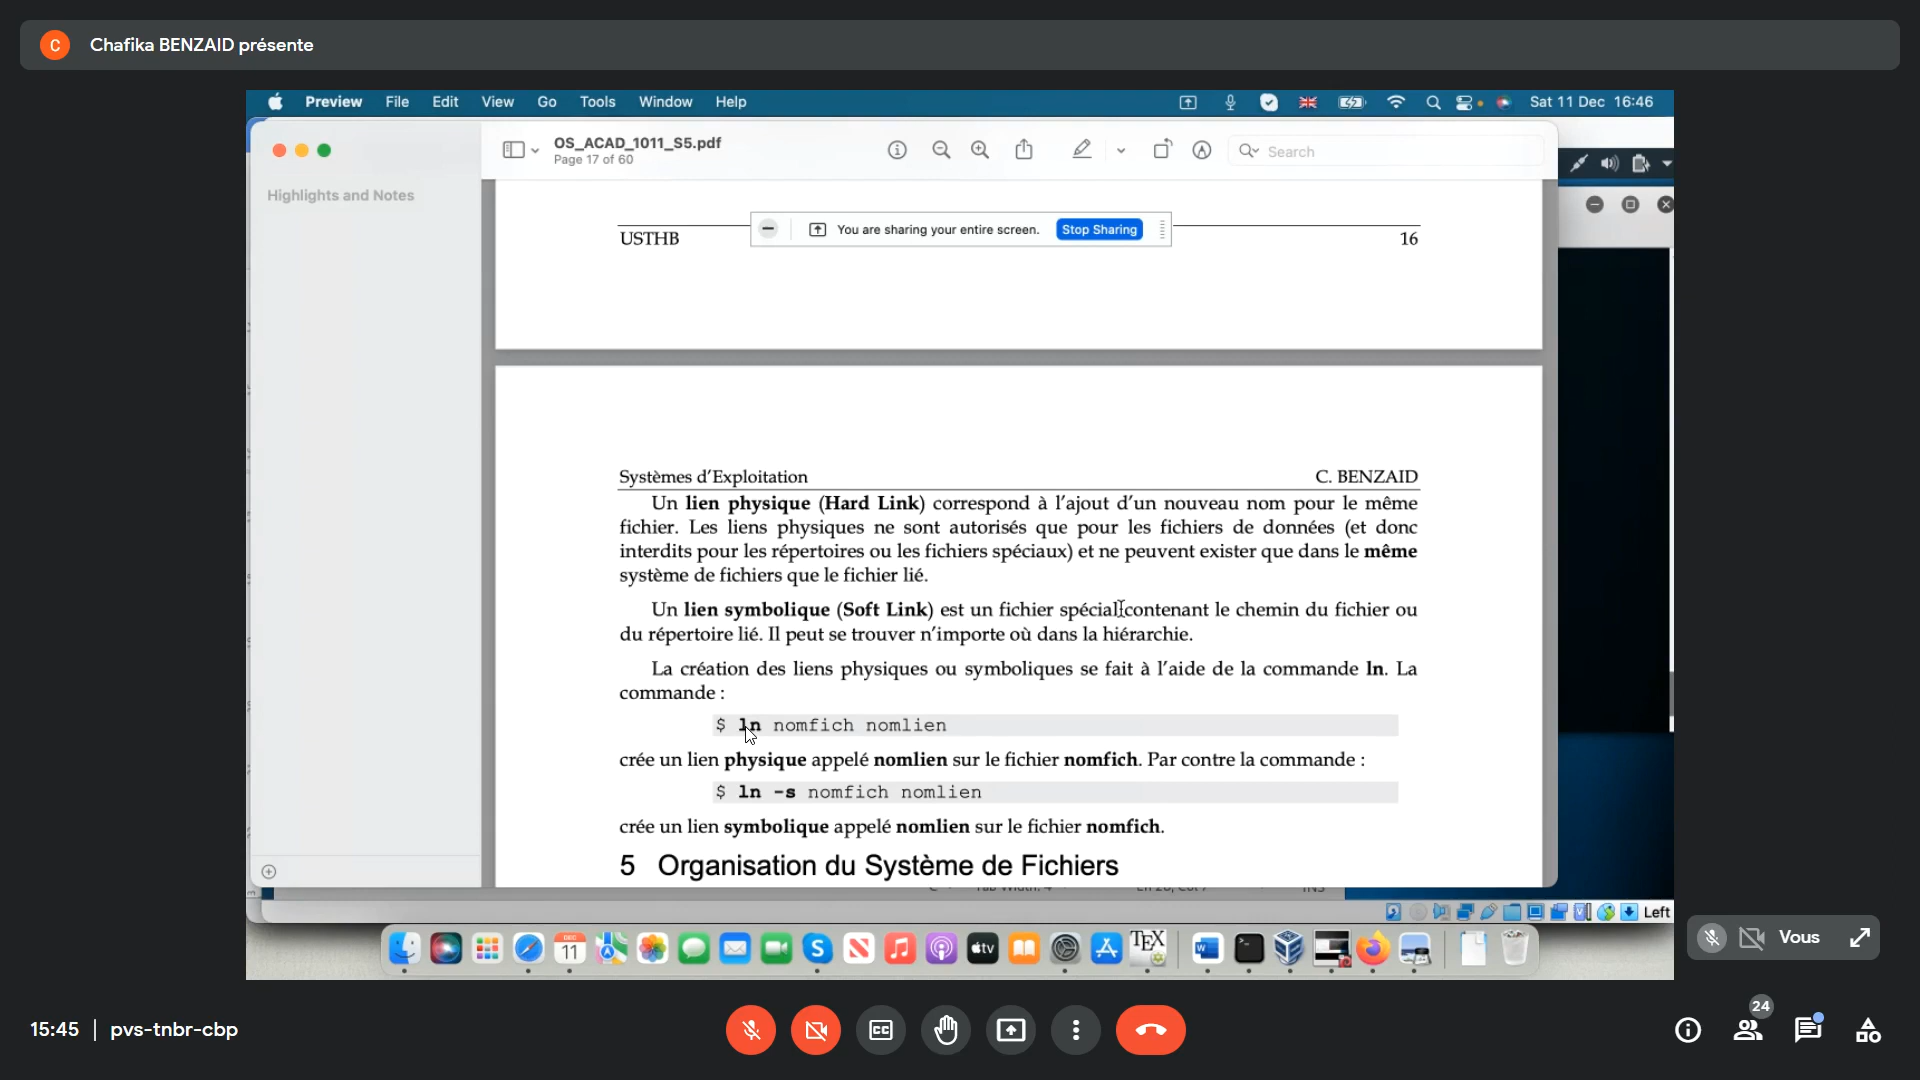 C Chafika BENZAID présente
Preview File Edit View Go Tools Window Help Sat 11 Dec 16:46
OS_ACAD_1011_S5.pdf
Page 17 of 60
Search
Highlights and Notes
You are sharing your entire screen. Stop Sharing
USTHB 16
Systèmes d'Exploitation C. BENZAID
Un lien physique (Hard Link) correspond à l'ajout d'un nouveau nom pour le même
fichier. Les liens physiques ne sont autorisés que pour les fichiers de données (et donc
interdits pour les répertoires ou les fichiers spéciaux) et ne peuvent exister que dans le même
système de fichiers que le fichier lié.
Un lien symbolique (Soft Link) est un fichier spécial contenant le chemin du fichier ou
du répertoire lié. Il peut se trouver n'importe où dans la hiérarchie.
La création des liens physiques ou symboliques se fait à l'aide de la commande ln. La
commande :
$ ln nomfich nomlien
crée un lien physique appelé nomlien sur le fichier nomfich. Par contre la commande :
$ ln -s nomfich nomlien
crée un lien symbolique appelé nomlien sur le fichier nomfich.
5 Organisation du Système de Fichiers
Left
DEC
11
tv
TEX
Vous
24
15:45 | pvs-tnbr-cbp
CC